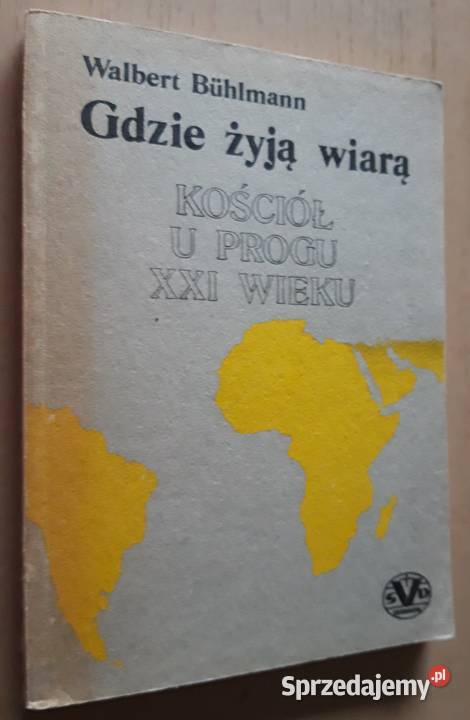 Walbert Bühlmann
Gdzie żyją wiarą
KOŚCIÓŁ
U PROGU
XXI WIEKU
SVD
Sprzedajemy.pl